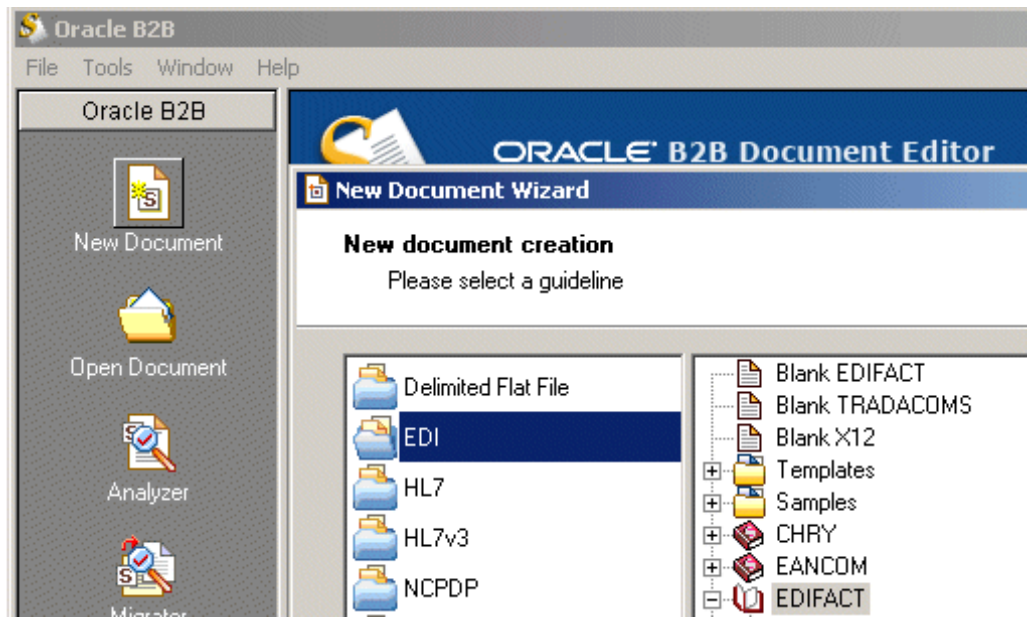 Oracle B2B
File Tools Window Help
Oracle B2B
New Document
Open Document
Analyzer
Migrator
ORACLE B2B Document Editor
New Document Wizard
New document creation
Please select a guideline
Delimited Flat File
EDI
HL7
HL7v3
NCPDP
Blank EDIFACT
Blank TRADACOMS
Blank X12
Templates
Samples
CHRY
EANCOM
EDIFACT